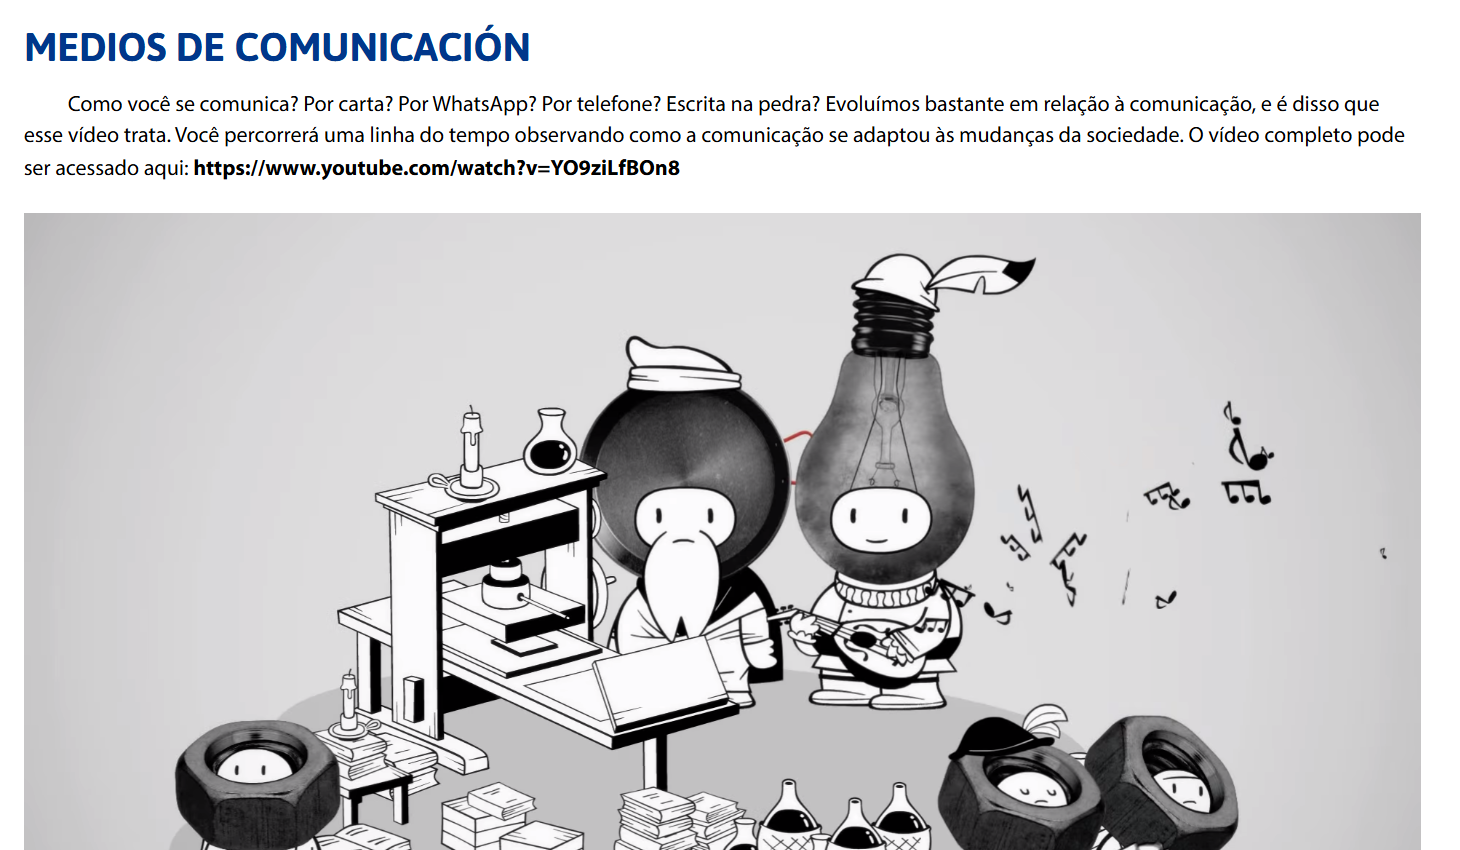 MEDIOS DE COMUNICACIÓN
Como você se comunica? Por carta? Por WhatsApp? Por telefone? Escrita na pedra? Evoluímos bastante em relação à comunicação, e é disso que
esse vídeo trata. Você percorrerá uma linha do tempo observando como a comunicação se adaptou às mudanças da sociedade. O vídeo completo pode
ser acessado aqui: https://www.youtube.com/watch?v=YO9ziLfBOn8